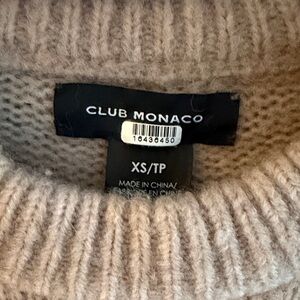 CLUB MONACO
16436450
XS/TP
MADE IN CHINA/
FABRIQUÉ EN CHINE